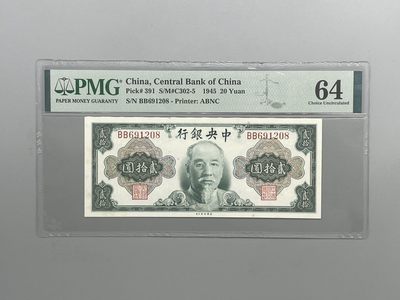 PMG
PAPER MONEY GUARANTY
China, Central Bank of China
Pick# 391 S/M#C302-5 1945 20 Yuan
S/N BB691208 - Printer: ABNC
64
Choice Uncirculated
行銀央中
BB691208 BB691208
圓拾貳 圓拾貳